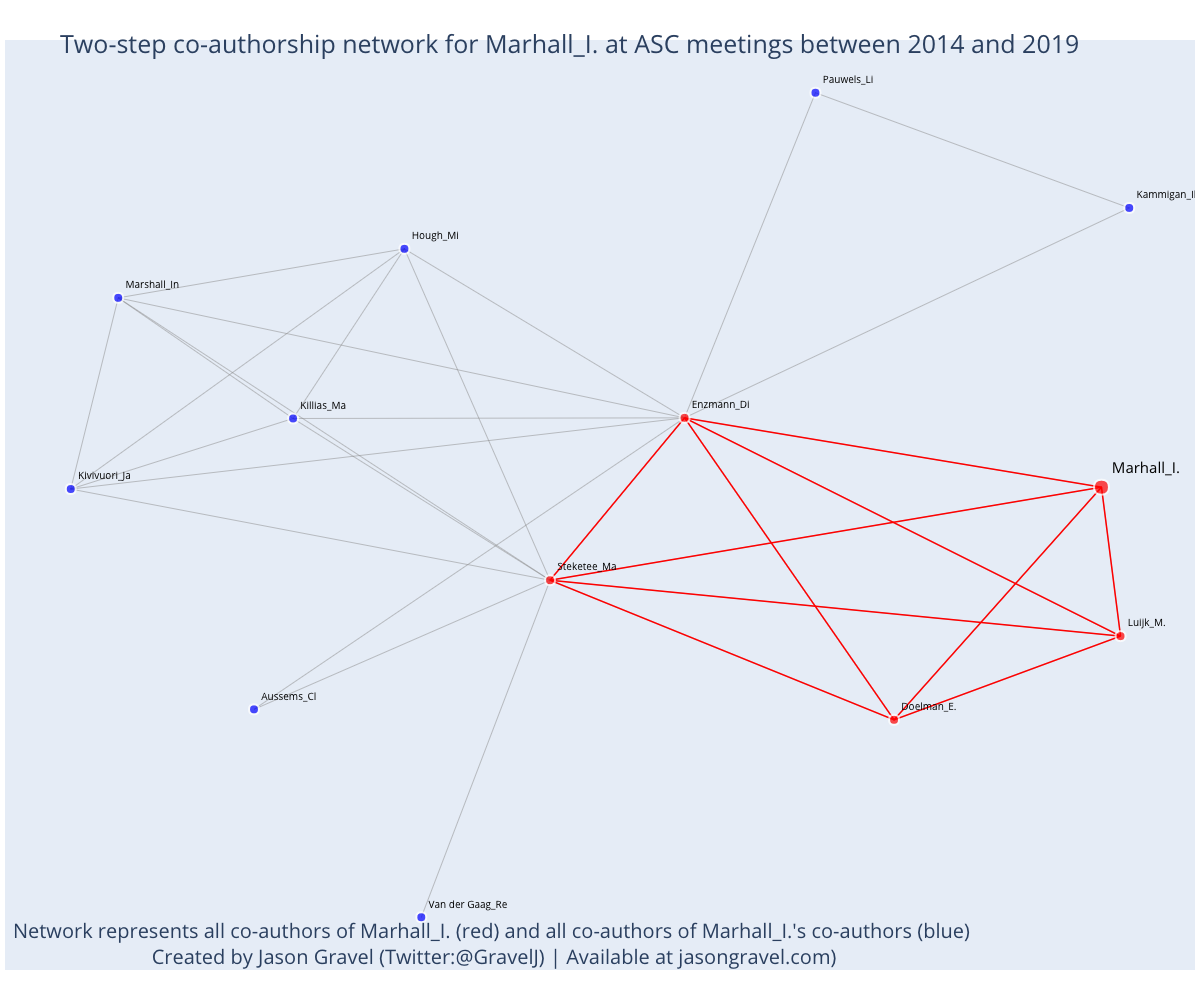 Two-step co-authorship network for Marhall_I. at ASC meetings between 2014 and 2019
Pauwels_Li
Kammigan_Il
Hough_Mi
Marshall_In
Killias_Ma
Enzmann_Di
Marhall_I.
Kivivuori_Ja
Steketee_Ma
Luijk_M.
Aussems_Cl
Doelman_E.
Van der Gaag_Re
Network represents all co-authors of Marhall_I. (red) and all co-authors of Marhall_I.'s co-authors (blue)
Created by Jason Gravel (Twitter:@GravelJ) | Available at jasongravel.com)